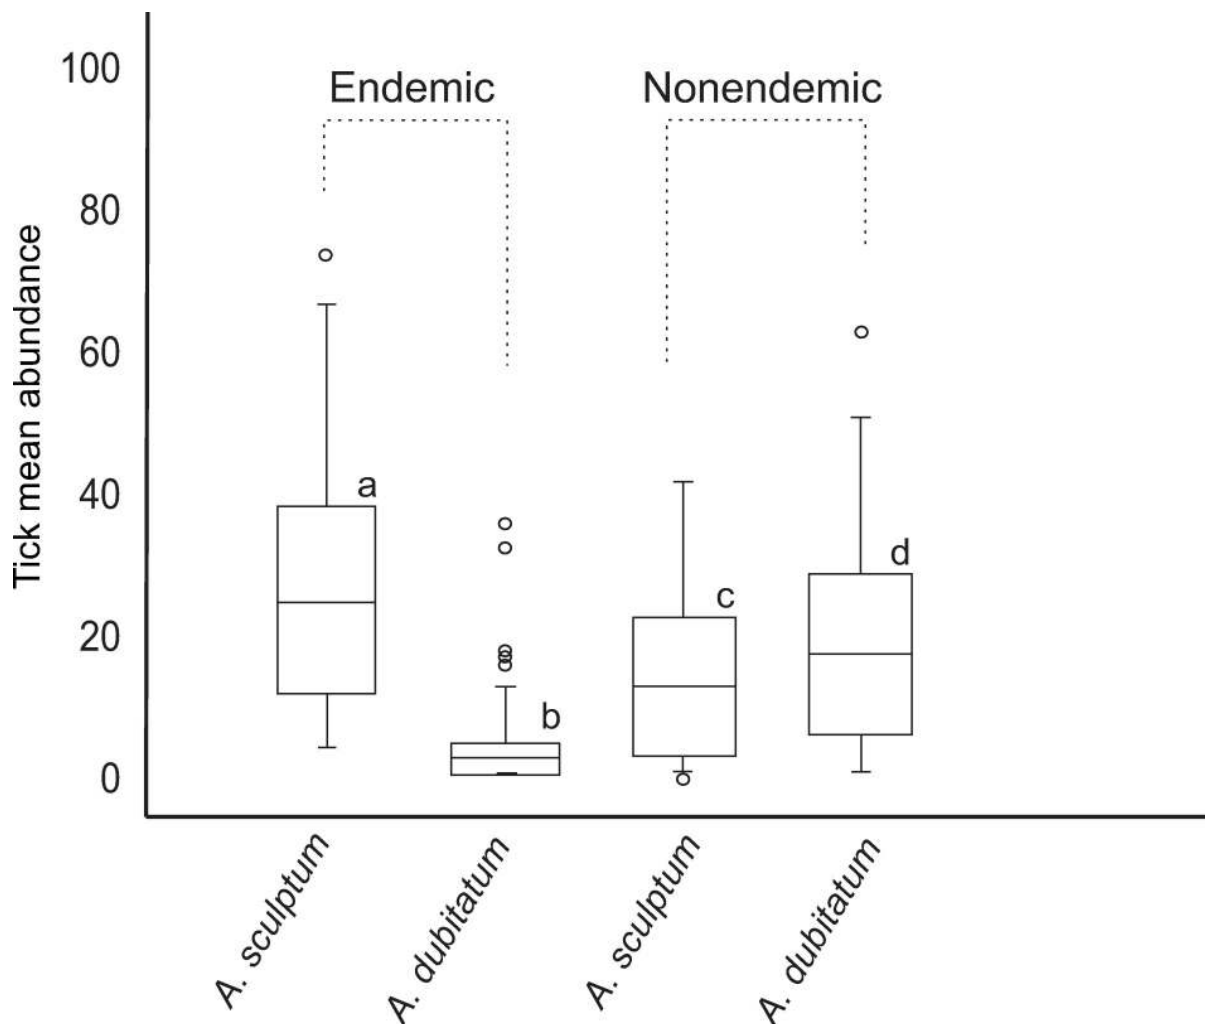 Endemic
Nonendemic
Tick mean abundance
100
80
60
40
20
0
a
b
c
d
A. sculptum
A. dubitatum
A. sculptum
A. dubitatum